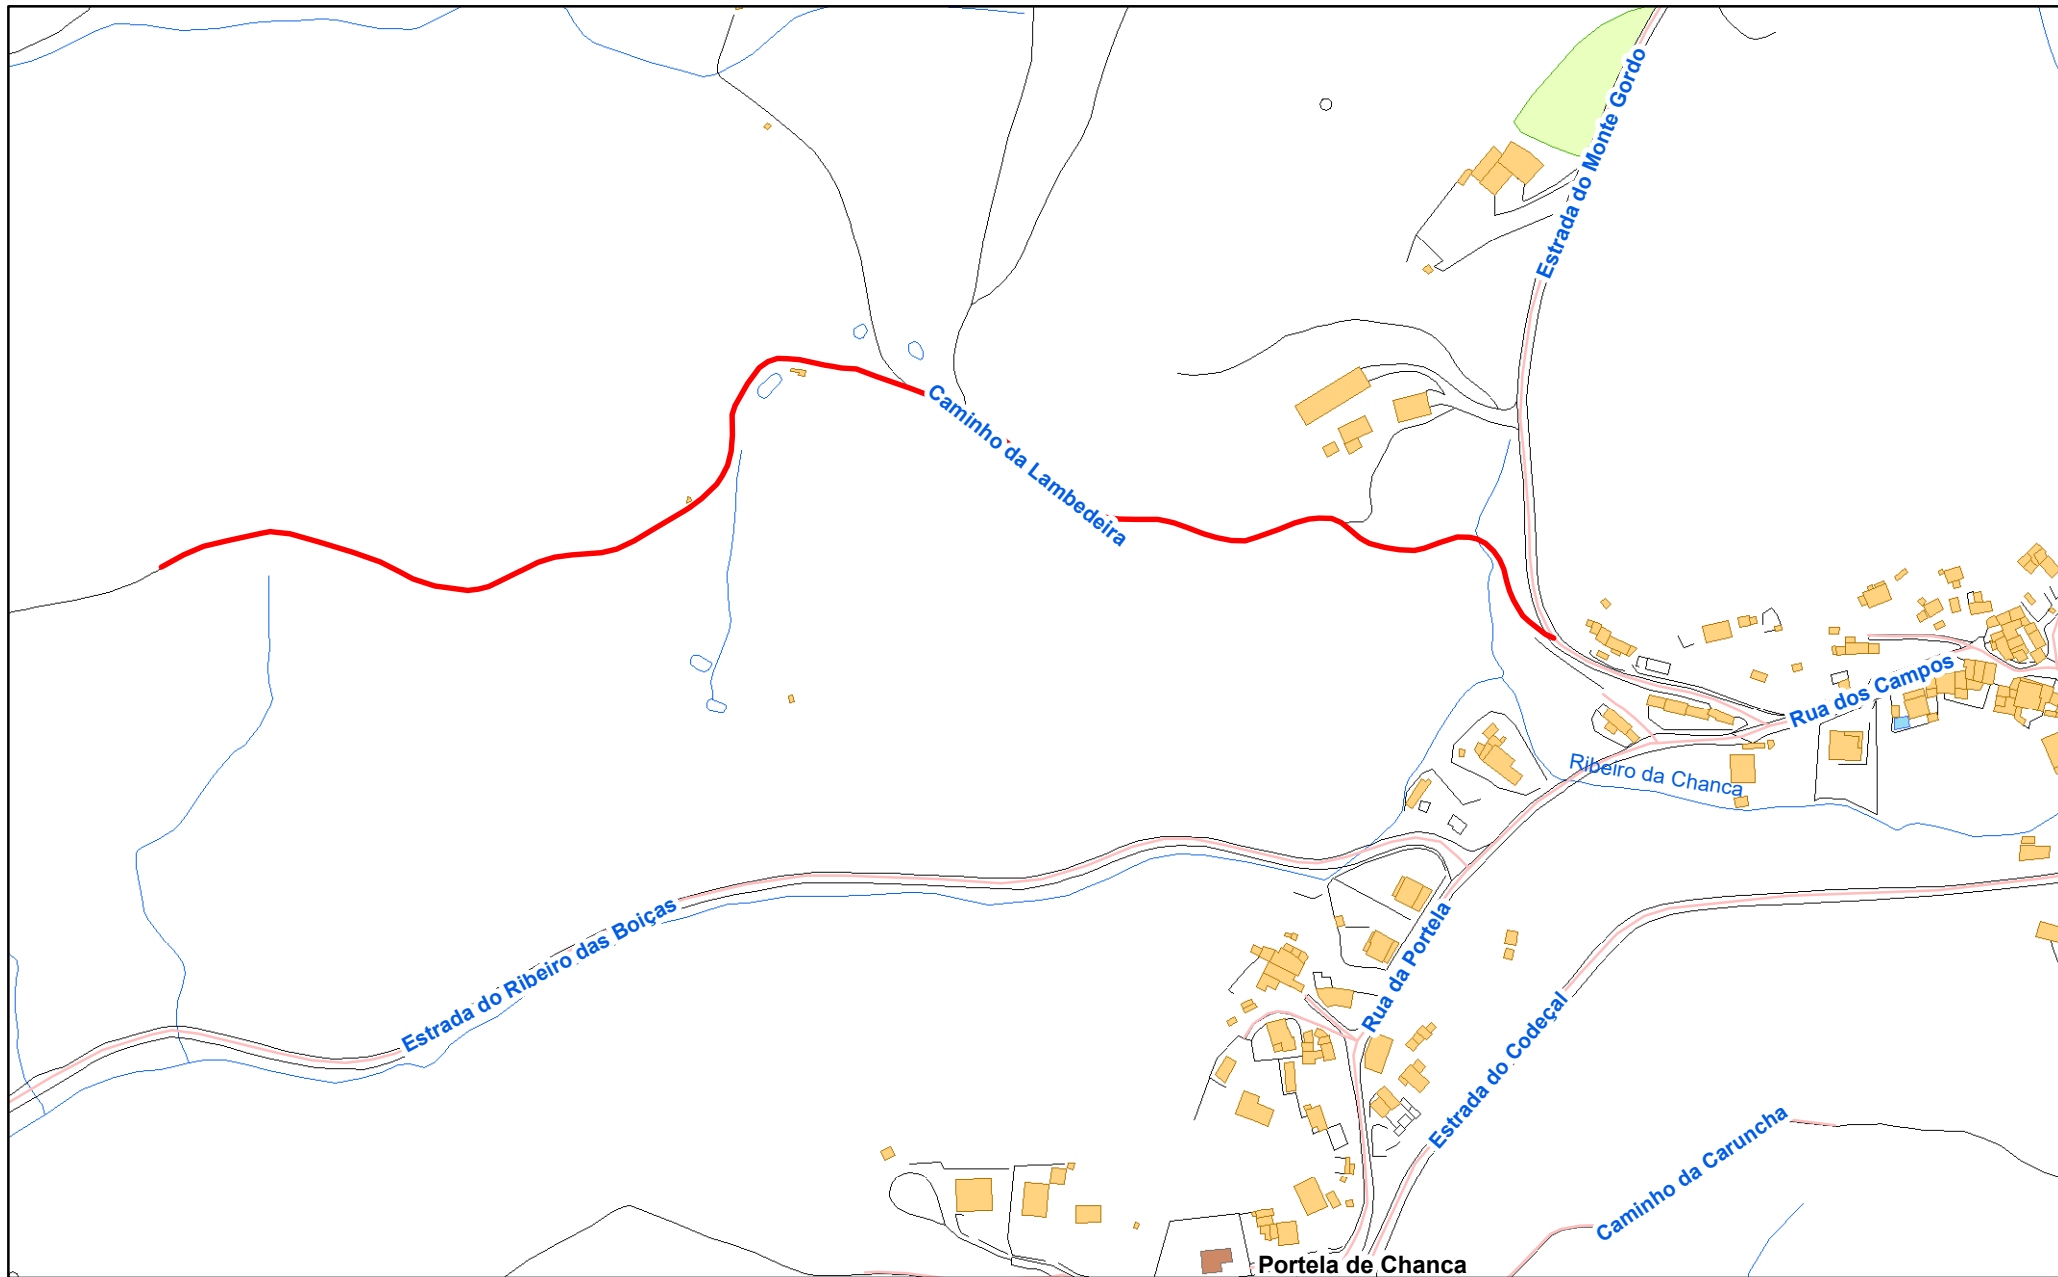 Estrada do Monte Gordo
Caminho da Lambedeira
Rua dos Campos
Ribeiro da Chanca
Estrada do Ribeiro das Boiças
Rua da Portela
Estrada do Codeçal
Caminho da Caruncha
Portela de Chanca